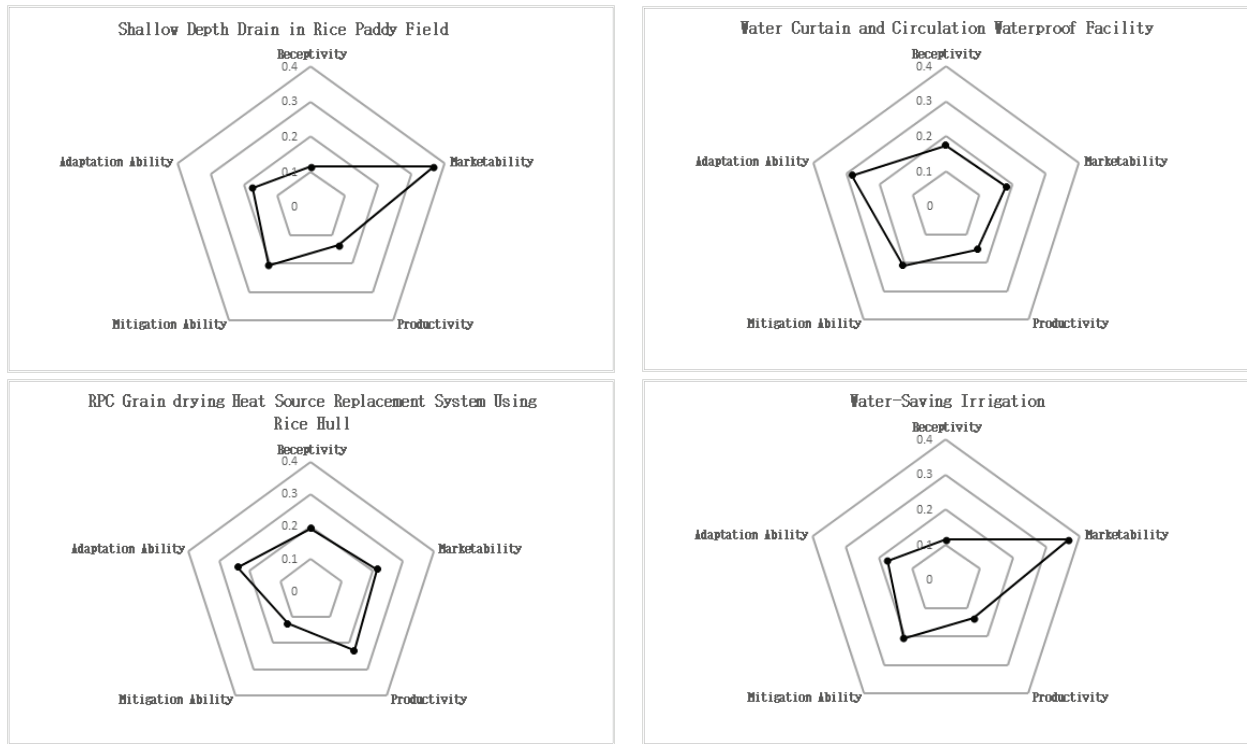 Shallow Depth Drain in Rice Paddy Field
Receptivity
0.4
0.3
0.2
0.1
0
Adaptation Ability
Marketability
Mitigation Ability
Productivity
Water Curtain and Circulation Waterproof Facility
Receptivity
0.4
0.3
0.2
0.1
0
Adaptation Ability
Marketability
Mitigation Ability
Productivity
RPC Grain drying Heat Source Replacement System Using
Rice Hull
Receptivity
0.4
0.3
0.2
0.1
0
Adaptation Ability
Marketability
Mitigation Ability
Productivity
Water-Saving Irrigation
Receptivity
0.4
0.3
0.2
0.1
0
Adaptation Ability
Marketability
Mitigation Ability
Productivity